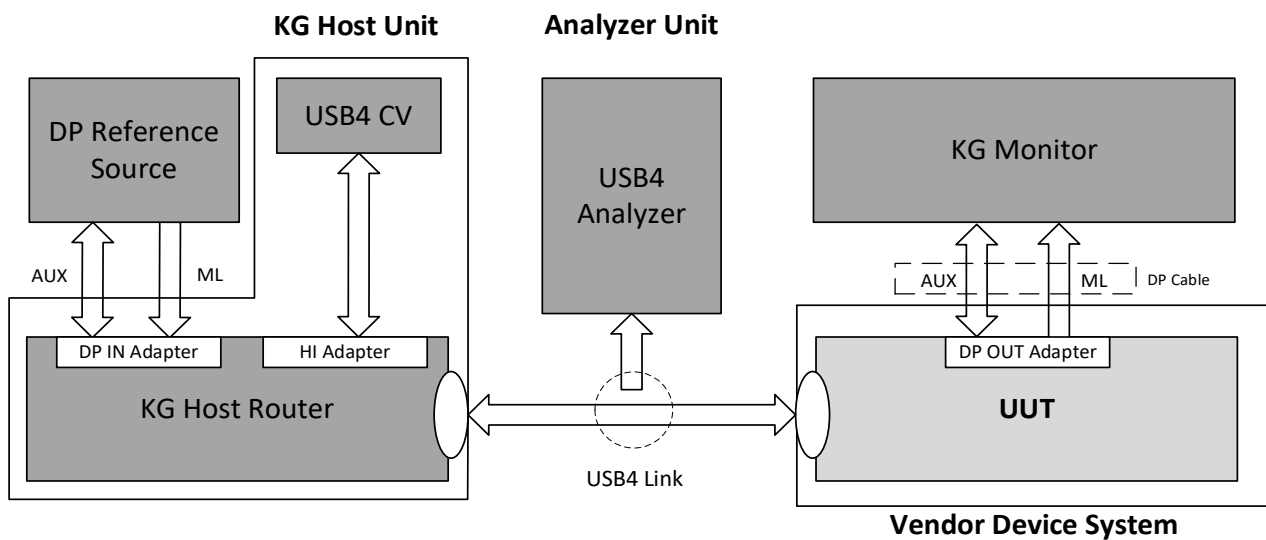 KG Host Unit
Analyzer Unit
DP Reference
Source
USB4 CV
USB4
Analyzer
KG Monitor
AUX
ML
AUX
ML
DP Cable
DP IN Adapter
HI Adapter
DP OUT Adapter
KG Host Router
UUT
USB4 Link
Vendor Device System